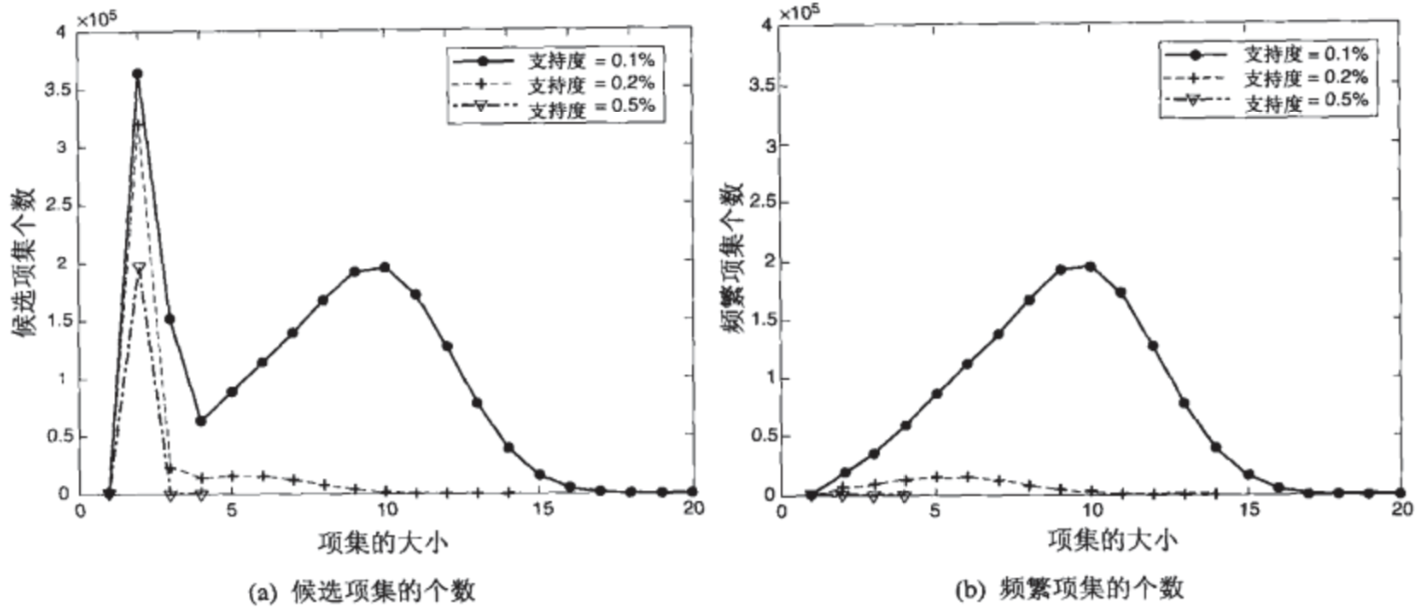 ×10⁵
4
3.5
3
2.5
2
1.5
1
0.5
0
候选项集个数
支持度 = 0.1%
支持度 = 0.2%
支持度 = 0.5%
0 5 10 15 20
项集的大小
(a) 候选项集的个数
×10⁵
4
3.5
3
2.5
2
1.5
1
0.5
0
频繁项集个数
支持度 = 0.1%
支持度 = 0.2%
支持度 = 0.5%
0 5 10 15 20
项集的大小
(b) 频繁项集的个数